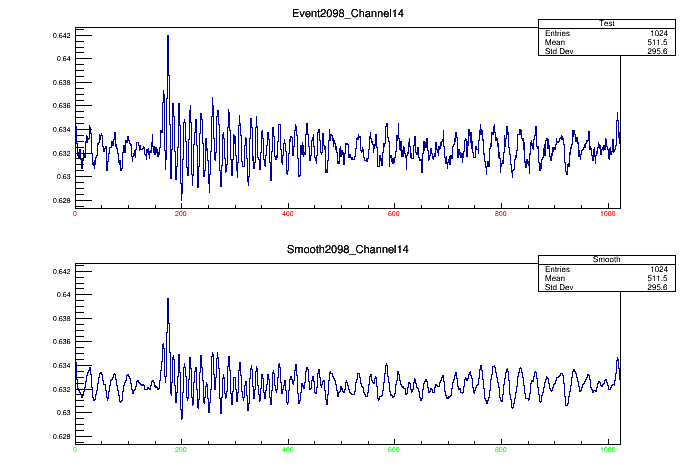 Event2098_Channel14
Test
Entries 1024
Mean 511.5
Std Dev 295.6
0.642
0.64
0.638
0.636
0.634
0.632
0.63
0.628
0 200 400 600 800 1000
Smooth2098_Channel14
Smooth
Entries 1024
Mean 511.5
Std Dev 295.6
0.642
0.64
0.638
0.636
0.634
0.632
0.63
0.628
0 200 400 600 800 1000